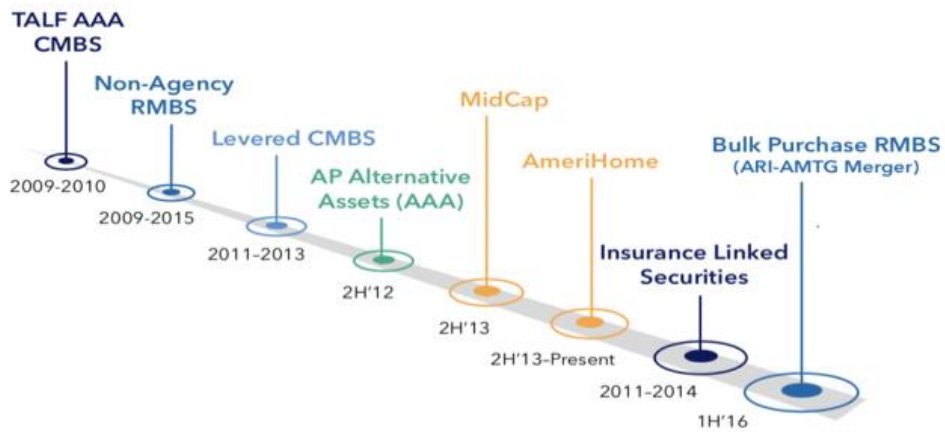 TALF AAA
CMBS
2009-2010
Non-Agency
RMBS
2009-2015
Levered CMBS
2011–2013
AP Alternative
Assets (AAA)
2H’12
MidCap
2H’13
AmeriHome
2H’13–Present
Insurance Linked
Securities
2011–2014
Bulk Purchase RMBS
(ARI-AMTG Merger)
1H’16